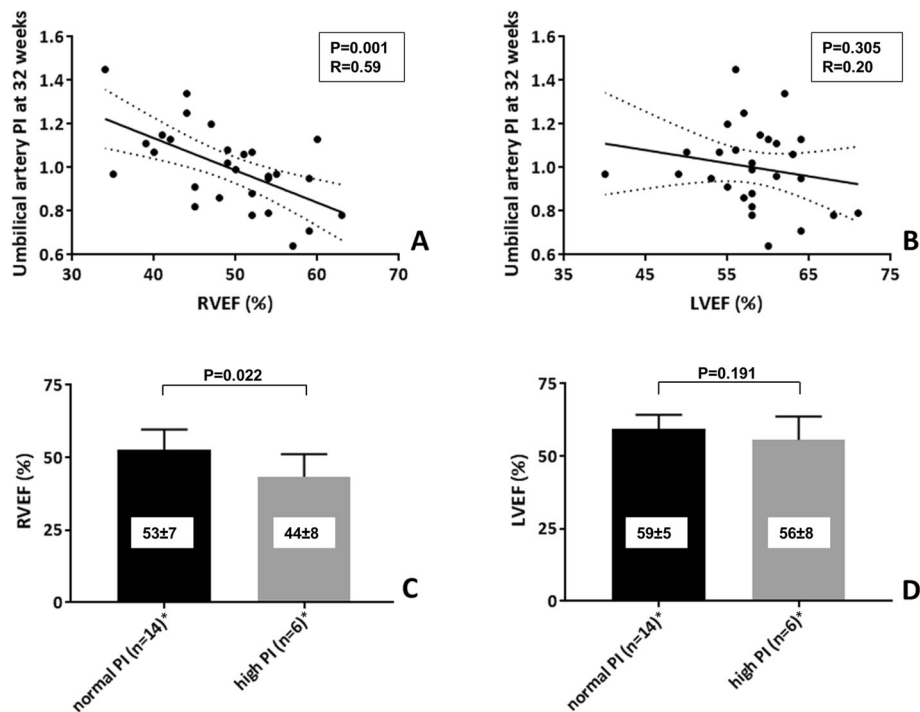 Umbilical artery PI at 32 weeks
1.6
1.4
1.2
1.0
0.8
0.6
30
40
50
60
70
RVEF (%)
P=0.001
R=0.59
A
Umbilical artery PI at 32 weeks
1.6
1.4
1.2
1.0
0.8
0.6
35
45
55
65
75
LVEF (%)
P=0.305
R=0.20
B
RVEF (%)
75
50
25
0
P=0.022
53±7
44±8
normal PI (n=14)*
high PI (n=6)*
C
LVEF (%)
75
50
25
0
P=0.191
59±5
56±8
normal PI (n=14)*
high PI (n=6)*
D